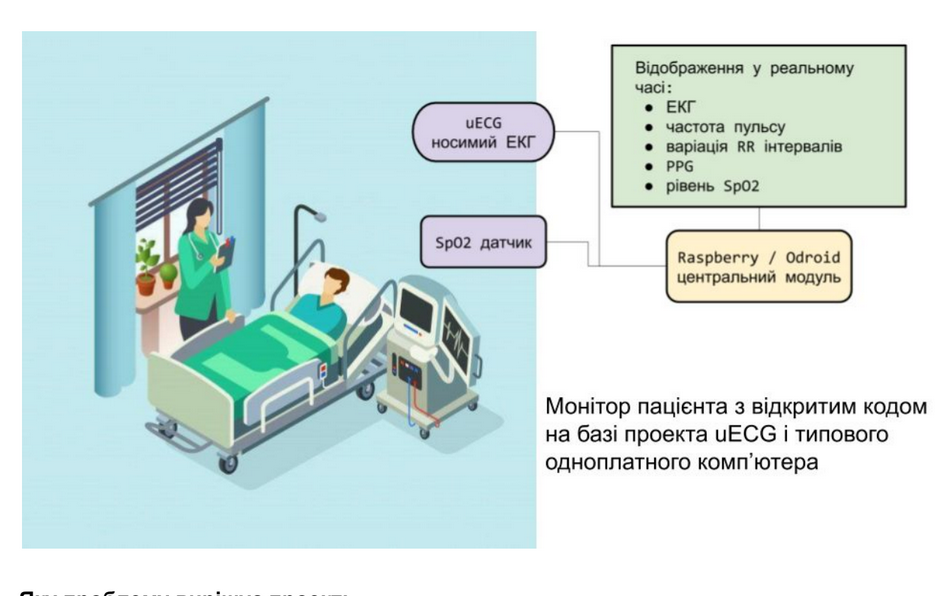 uECG
носимий ЕКГ
SpO2 датчик
Відображення у реальному
часі:
● ЕКГ
● частота пульсу
● варіація RR інтервалів
● PPG
● рівень SpO2
Raspberry / Odroid
центральний модуль
Монітор пацієнта з відкритим кодом
на базі проекта uECG і типового
одноплатного комп’ютера